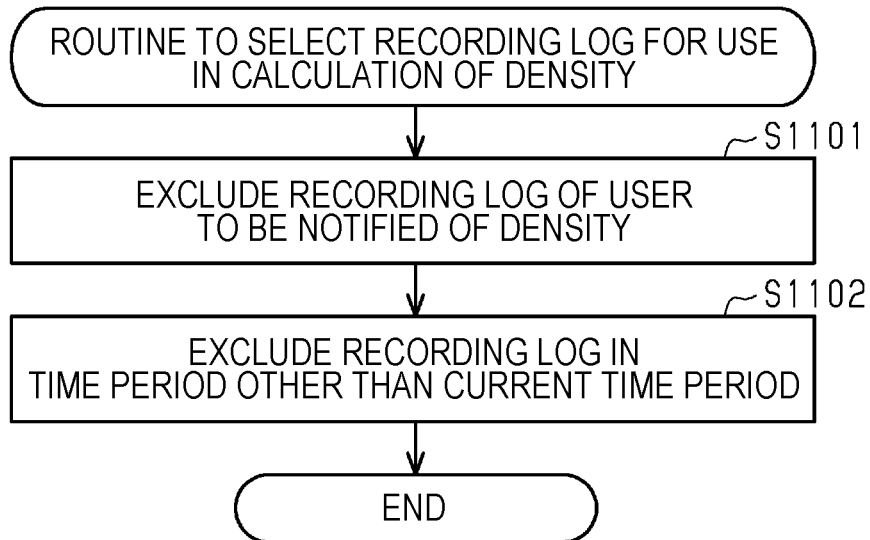 ROUTINE TO SELECT RECORDING LOG FOR USE
IN CALCULATION OF DENSITY
S1101
EXCLUDE RECORDING LOG OF USER
TO BE NOTIFIED OF DENSITY
S1102
EXCLUDE RECORDING LOG IN
TIME PERIOD OTHER THAN CURRENT TIME PERIOD
END